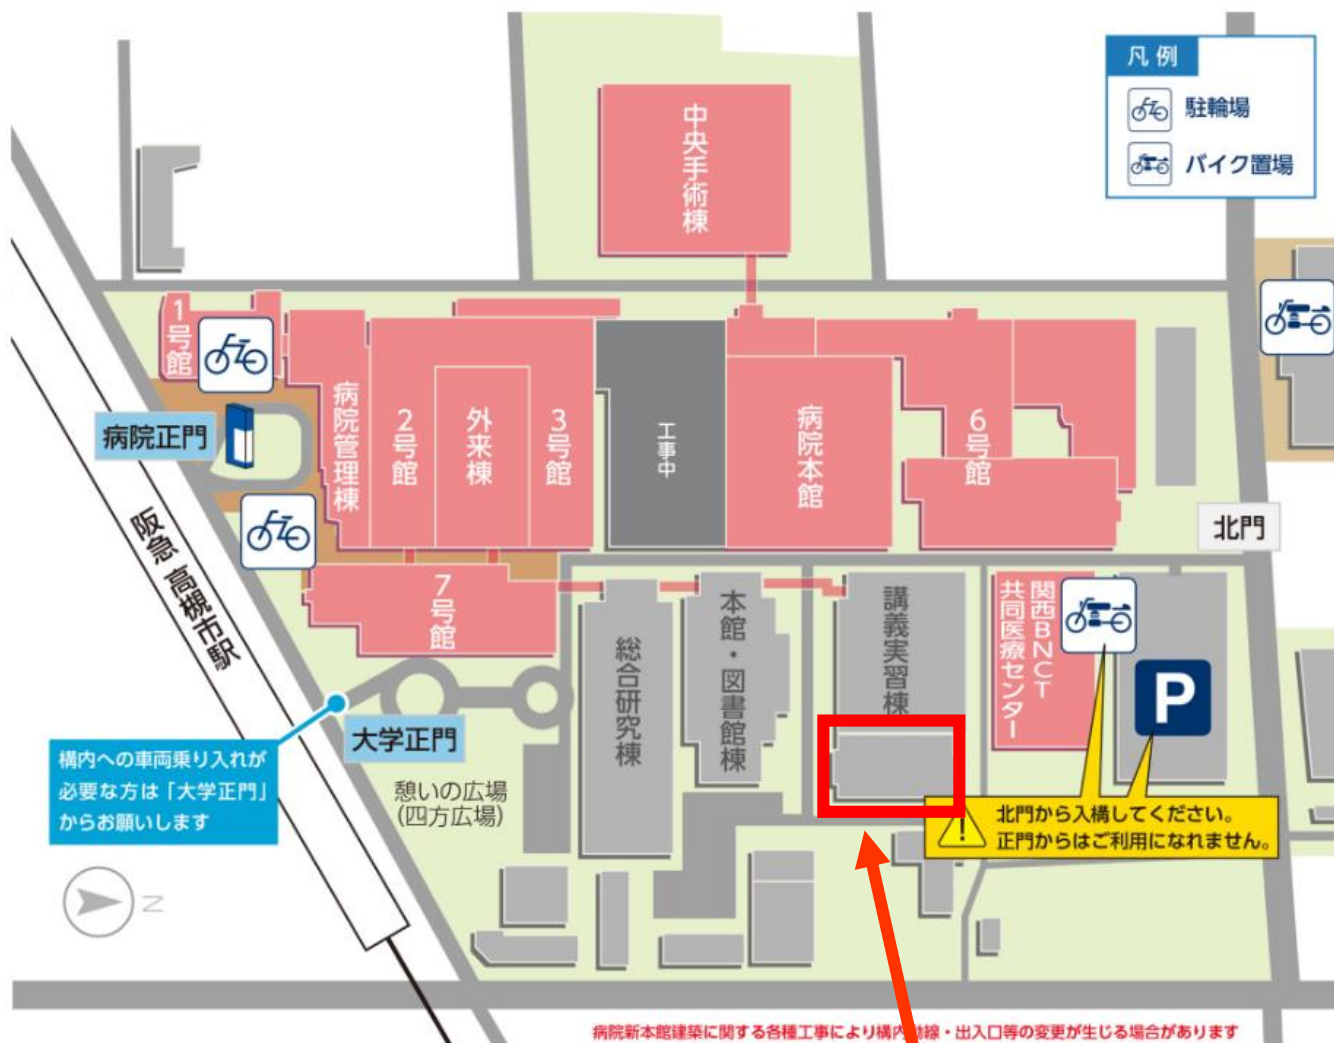 凡例
駐輪場
バイク置場
中央手術棟
1号館
病院正門
病院管理棟
2号館
外来棟
3号館
工事中
病院本館
6号館
北門
阪急 高槻市駅
7号館
総合研究棟
本館・図書館棟
講義実習棟
関西BNCT
共同医療センター
P
大学正門
構内への車両乗り入れが
必要な方は「大学正門」
からお願いします
憩いの広場
(四方広場)
北門から入構してください。
正門からはご利用になれません。
N
病院新本館建築に関する各種工事により構内動線・出入口等の変更が生じる場合があります